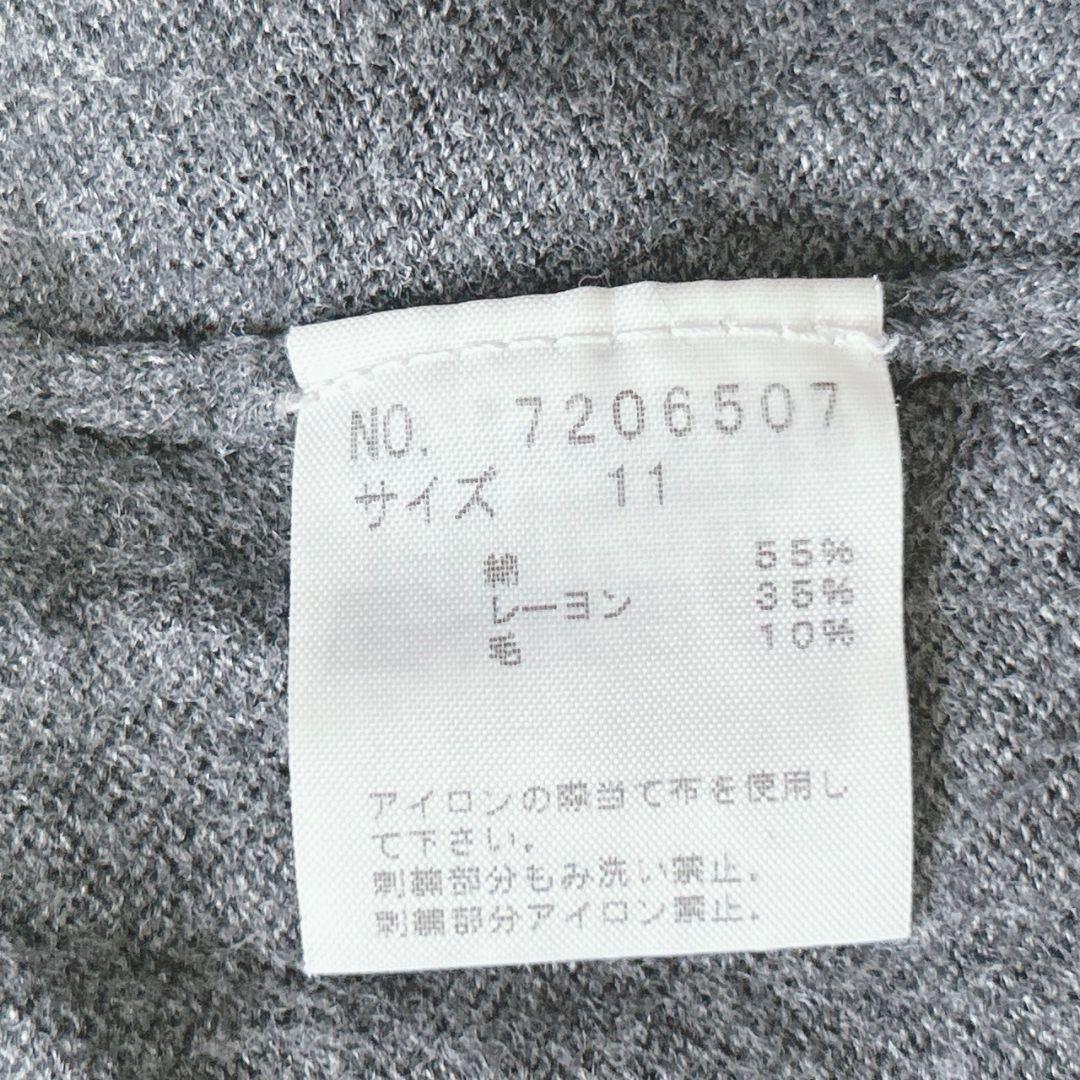 NO. 7206507
サイズ 11
綿 55%
レーヨン 35%
毛 10%
アイロンの際当て布を使用し
て下さい。
刺繍部分もみ洗い禁止。
刺繍部分アイロン禁止。